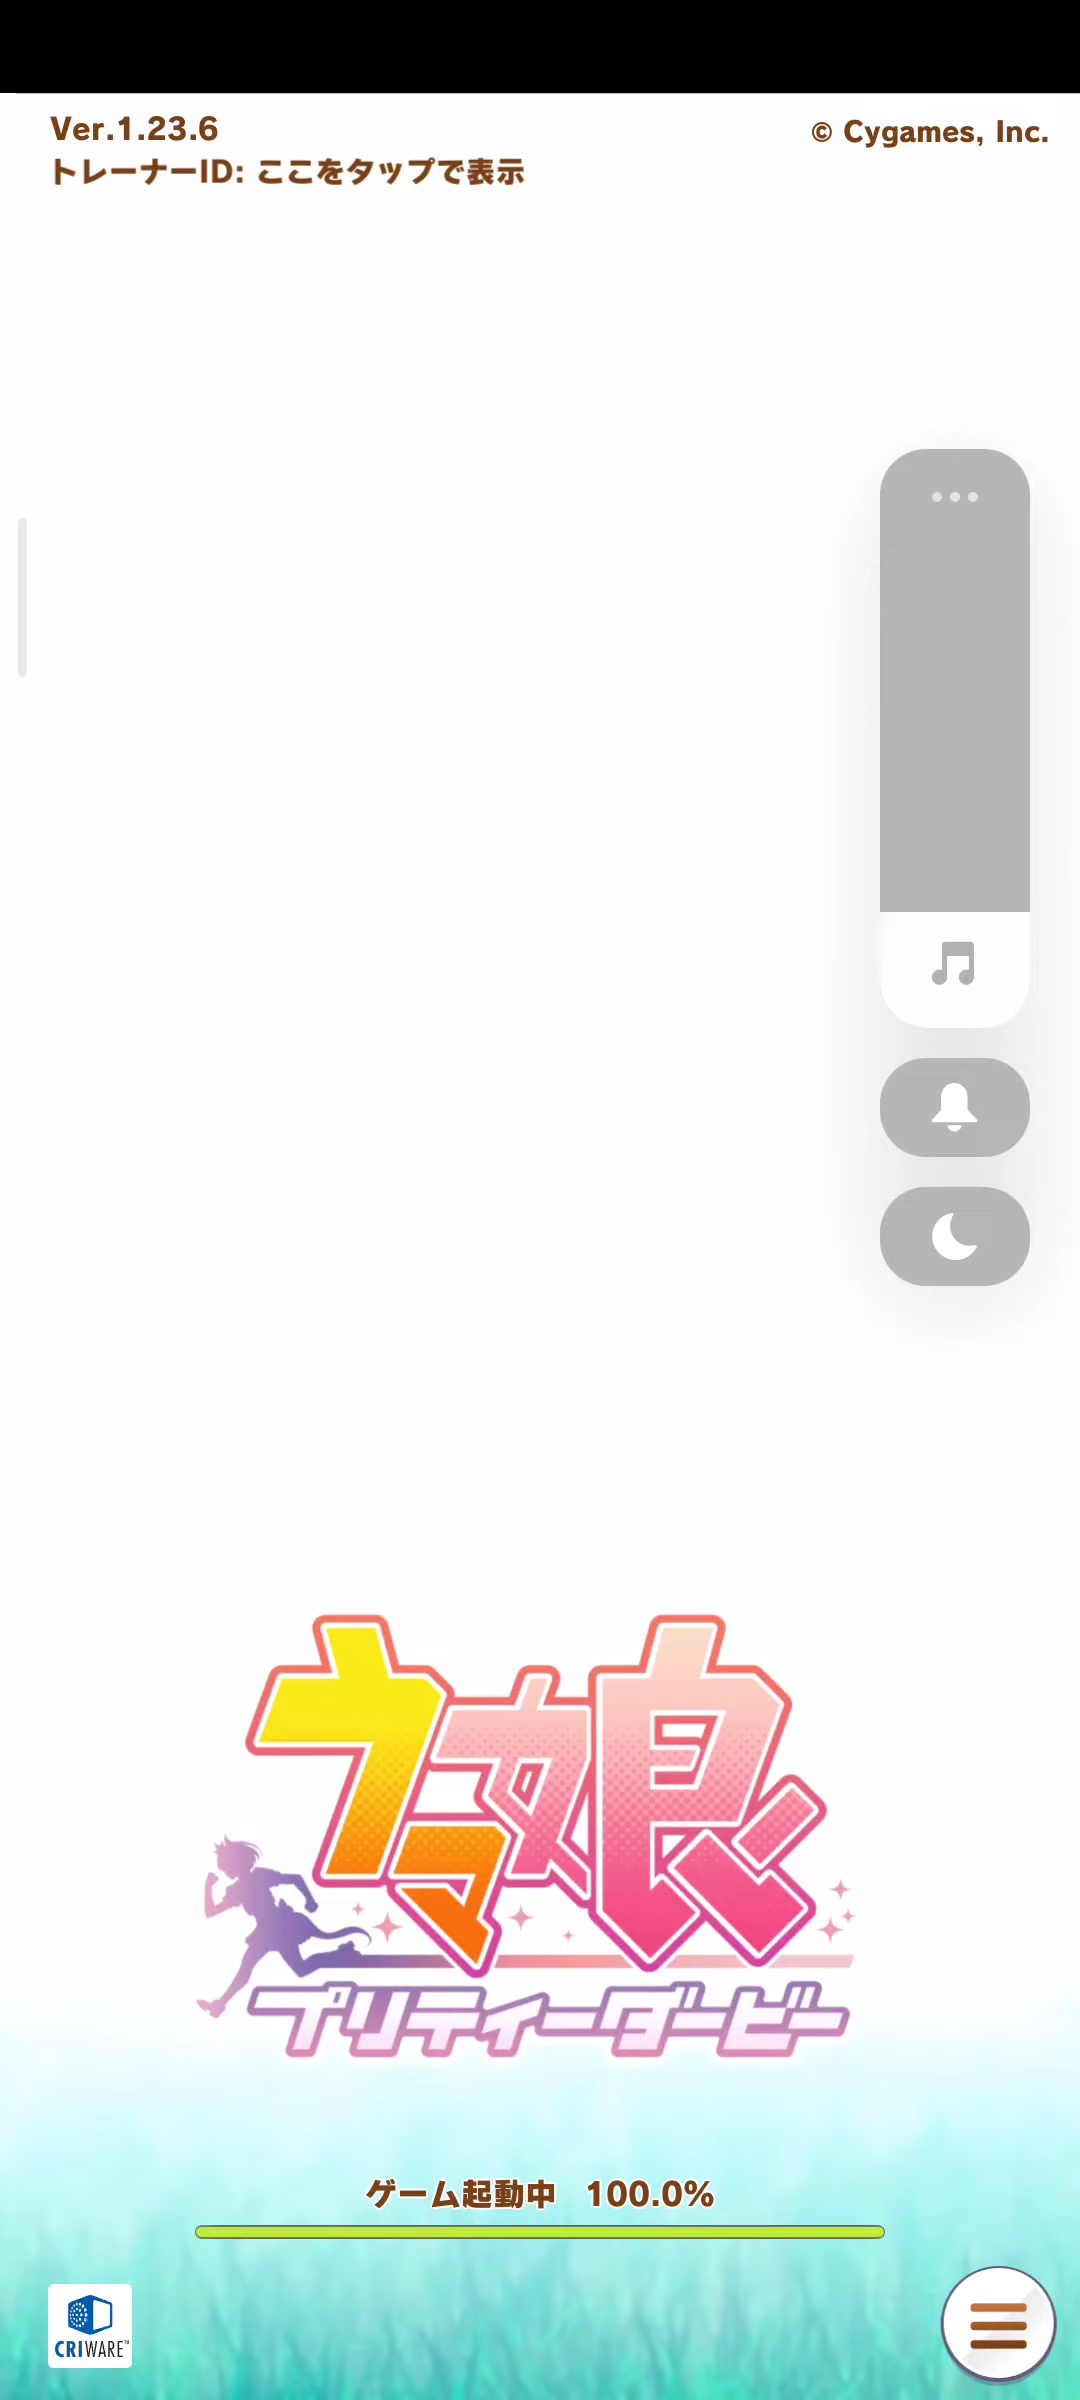 Ver.1.23.6
© Cygames, Inc.
トレーナーID: ここをタップで表示
ウマ娘
プリティーダービー
ゲーム起動中 100.0%
CRIWARE™